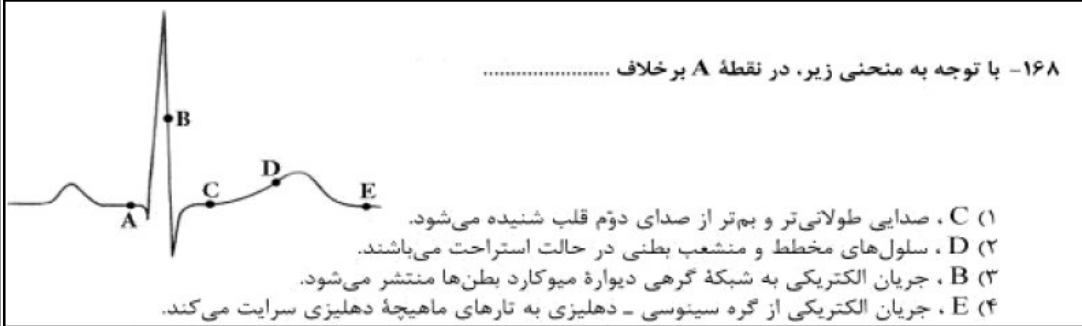 ۱۶۸- با توجه به منحنی زیر، در نقطهٔ A برخلاف ........................
B
D
C
E
A
۱) C ، صدایی طولانی‌تر و بم‌تر از صدای دوّم قلب شنیده می‌شود.
۲) D ، سلول‌های مخطط و منشعب بطنی در حالت استراحت می‌باشند.
۳) B ، جریان الکتریکی به شبکهٔ گرهی دیوارهٔ میوکارد بطن‌ها منتشر می‌شود.
۴) E ، جریان الکتریکی از گره سینوسی ـ دهلیزی به تارهای ماهیچهٔ دهلیزی سرایت می‌کند.